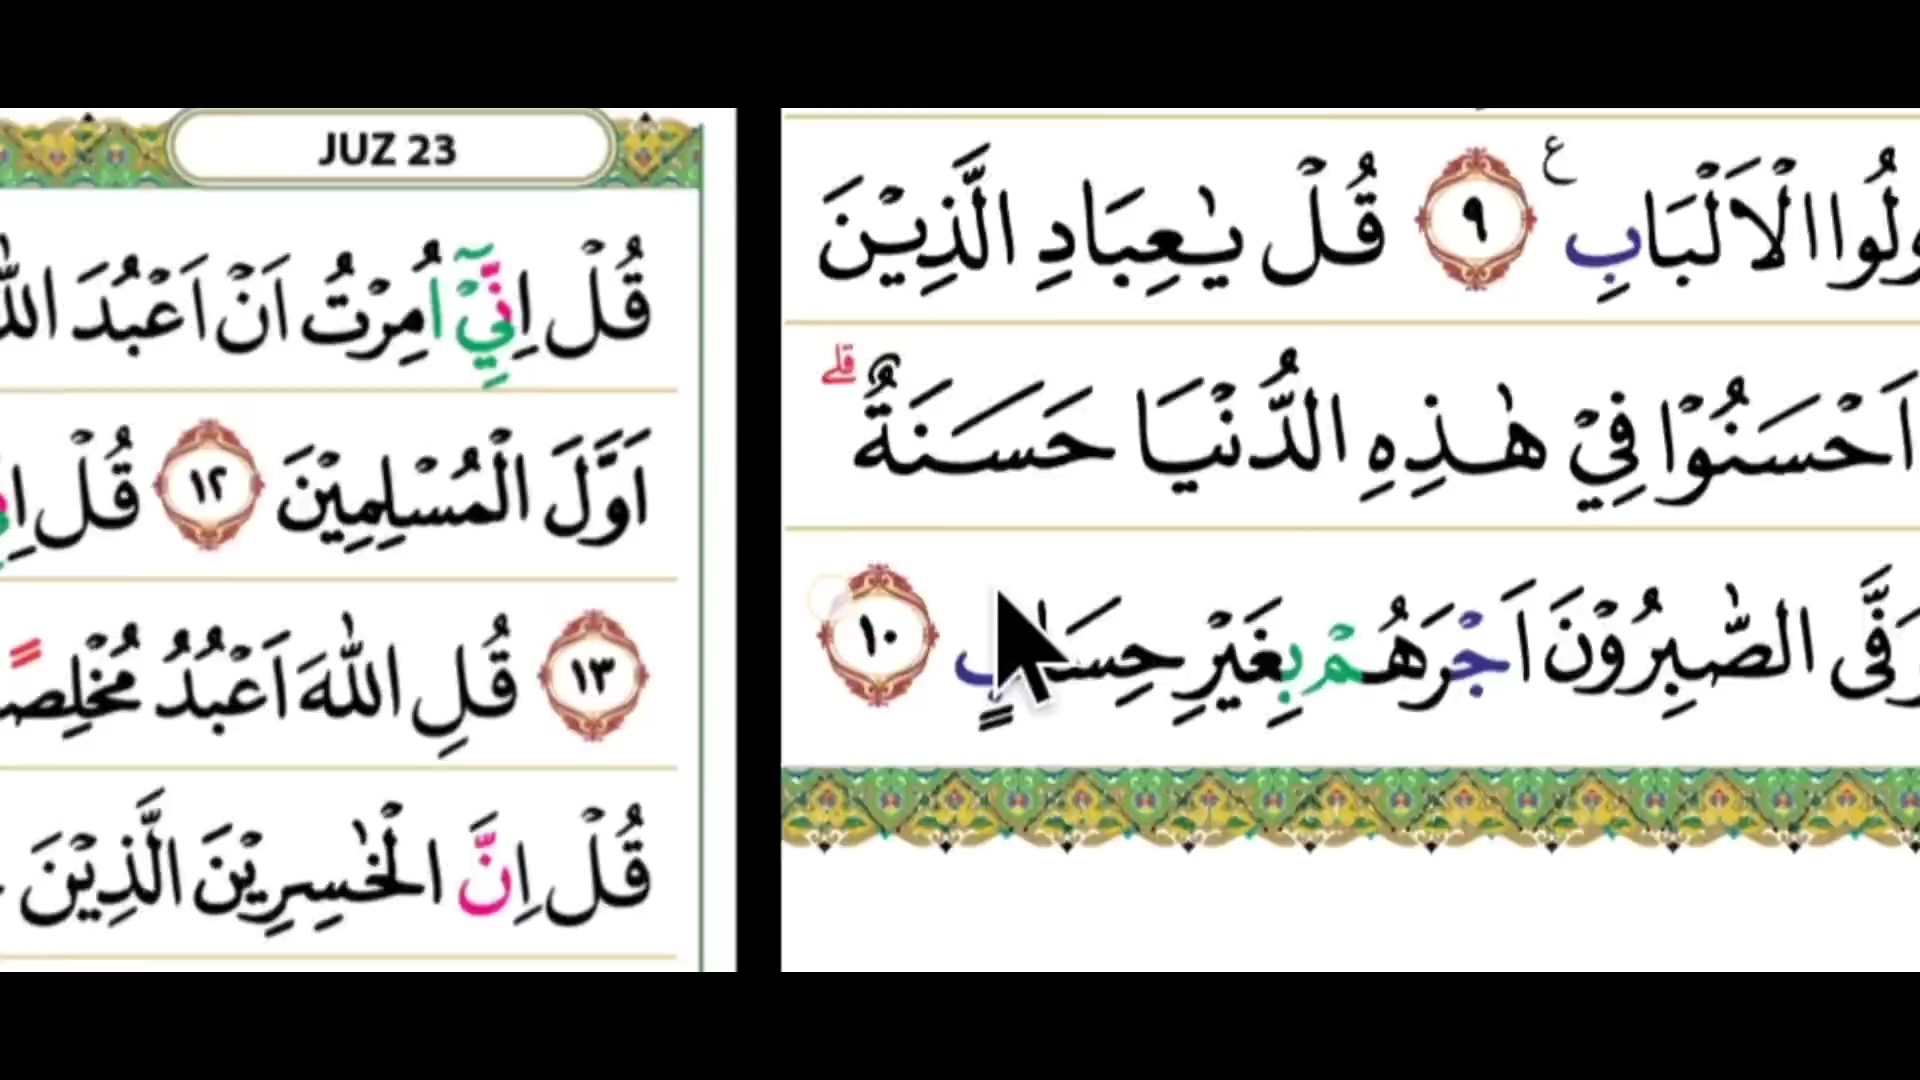 JUZ 23
قُلْ اِنِّيْٓ اُمِرْتُ اَنْ اَعْبُدَ
اَوَّلَ الْمُسْلِمِيْنَ ١٢ قُلْ
١٣ قُلِ اللّٰهَ اَعْبُدُ
قُلْ اِنَّ الْخٰسِرِيْنَ الَّذِيْنَ
الْاَلْبَابِ ࣖ ٩ قُلْ يٰعِبَادِ الَّذِيْنَ
اَحْسَنُوْا فِيْ هٰذِهِ الدُّنْيَا حَسَنَةٌ ۗ
الصّٰبِرُوْنَ اَجْرَهُمْ بِغَيْرِ حِسَابٍ ١٠